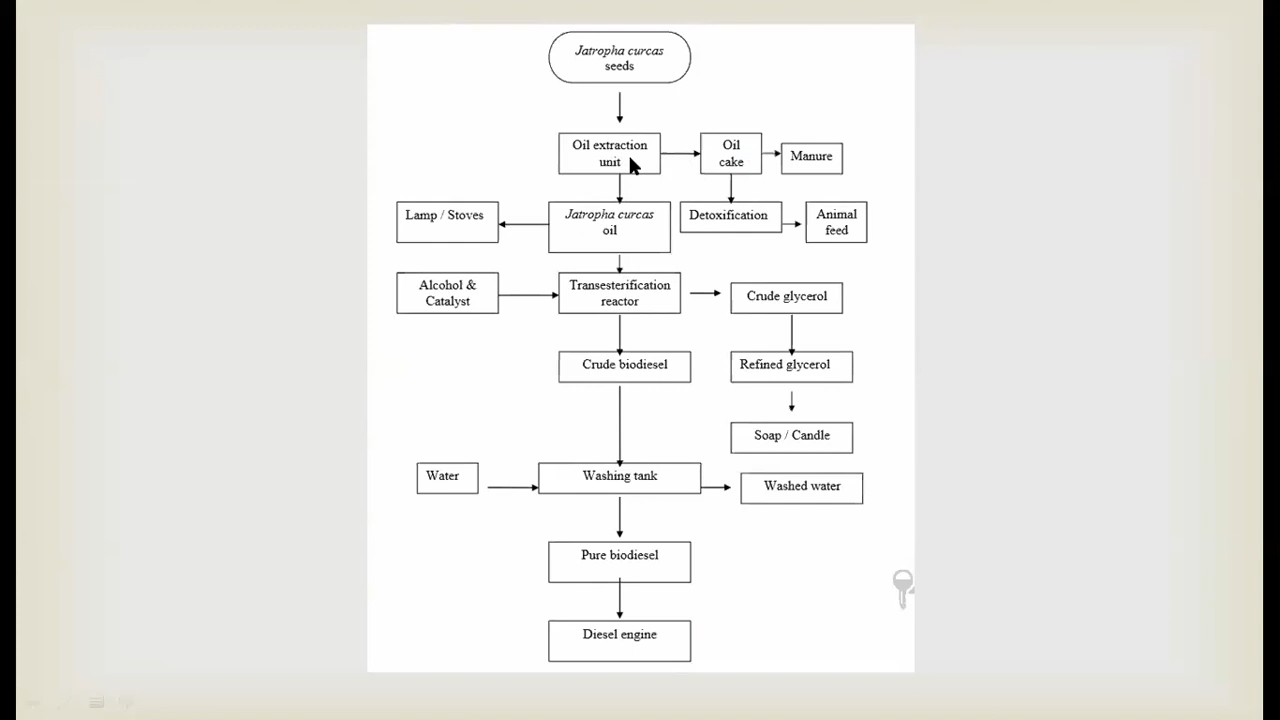 Jatropha curcas
seeds
Oil extraction
unit
Oil
cake
Manure
Lamp / Stoves
Jatropha curcas
oil
Detoxification
Animal
feed
Alcohol &
Catalyst
Transesterification
reactor
Crude glycerol
Crude biodiesel
Refined glycerol
Soap / Candle
Water
Washing tank
Washed water
Pure biodiesel
Diesel engine